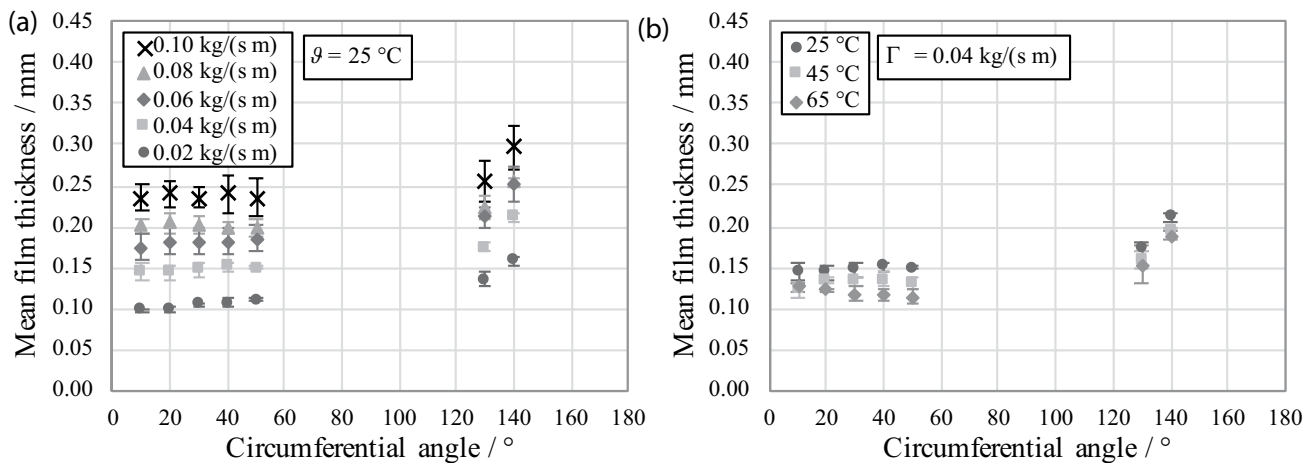 (a)
0.45
0.40
0.35
0.30
0.25
0.20
0.15
0.10
0.05
0.00
Mean film thickness / mm
0.10 kg/(s m)
0.08 kg/(s m)
0.06 kg/(s m)
0.04 kg/(s m)
0.02 kg/(s m)
ϑ = 25 °C
0 20 40 60 80 100 120 140 160 180
Circumferential angle / °
(b)
0.45
0.40
0.35
0.30
0.25
0.20
0.15
0.10
0.05
0.00
Mean film thickness / mm
25 °C
45 °C
65 °C
Γ = 0.04 kg/(s m)
0 20 40 60 80 100 120 140 160 180
Circumferential angle / °